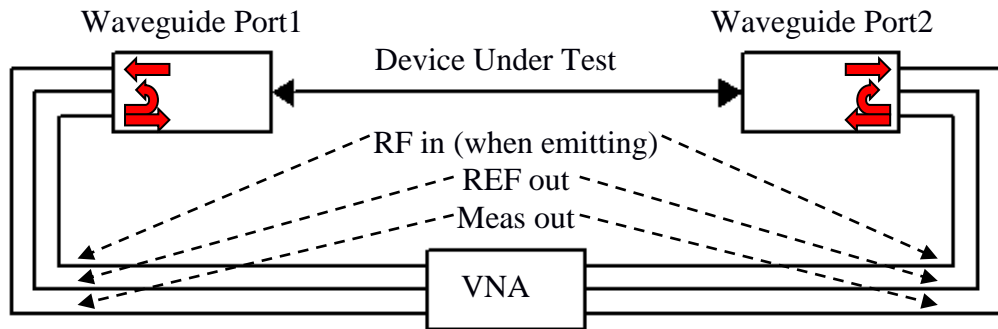 Waveguide Port1
Waveguide Port2
Device Under Test
RF in (when emitting)
REF out
Meas out
VNA